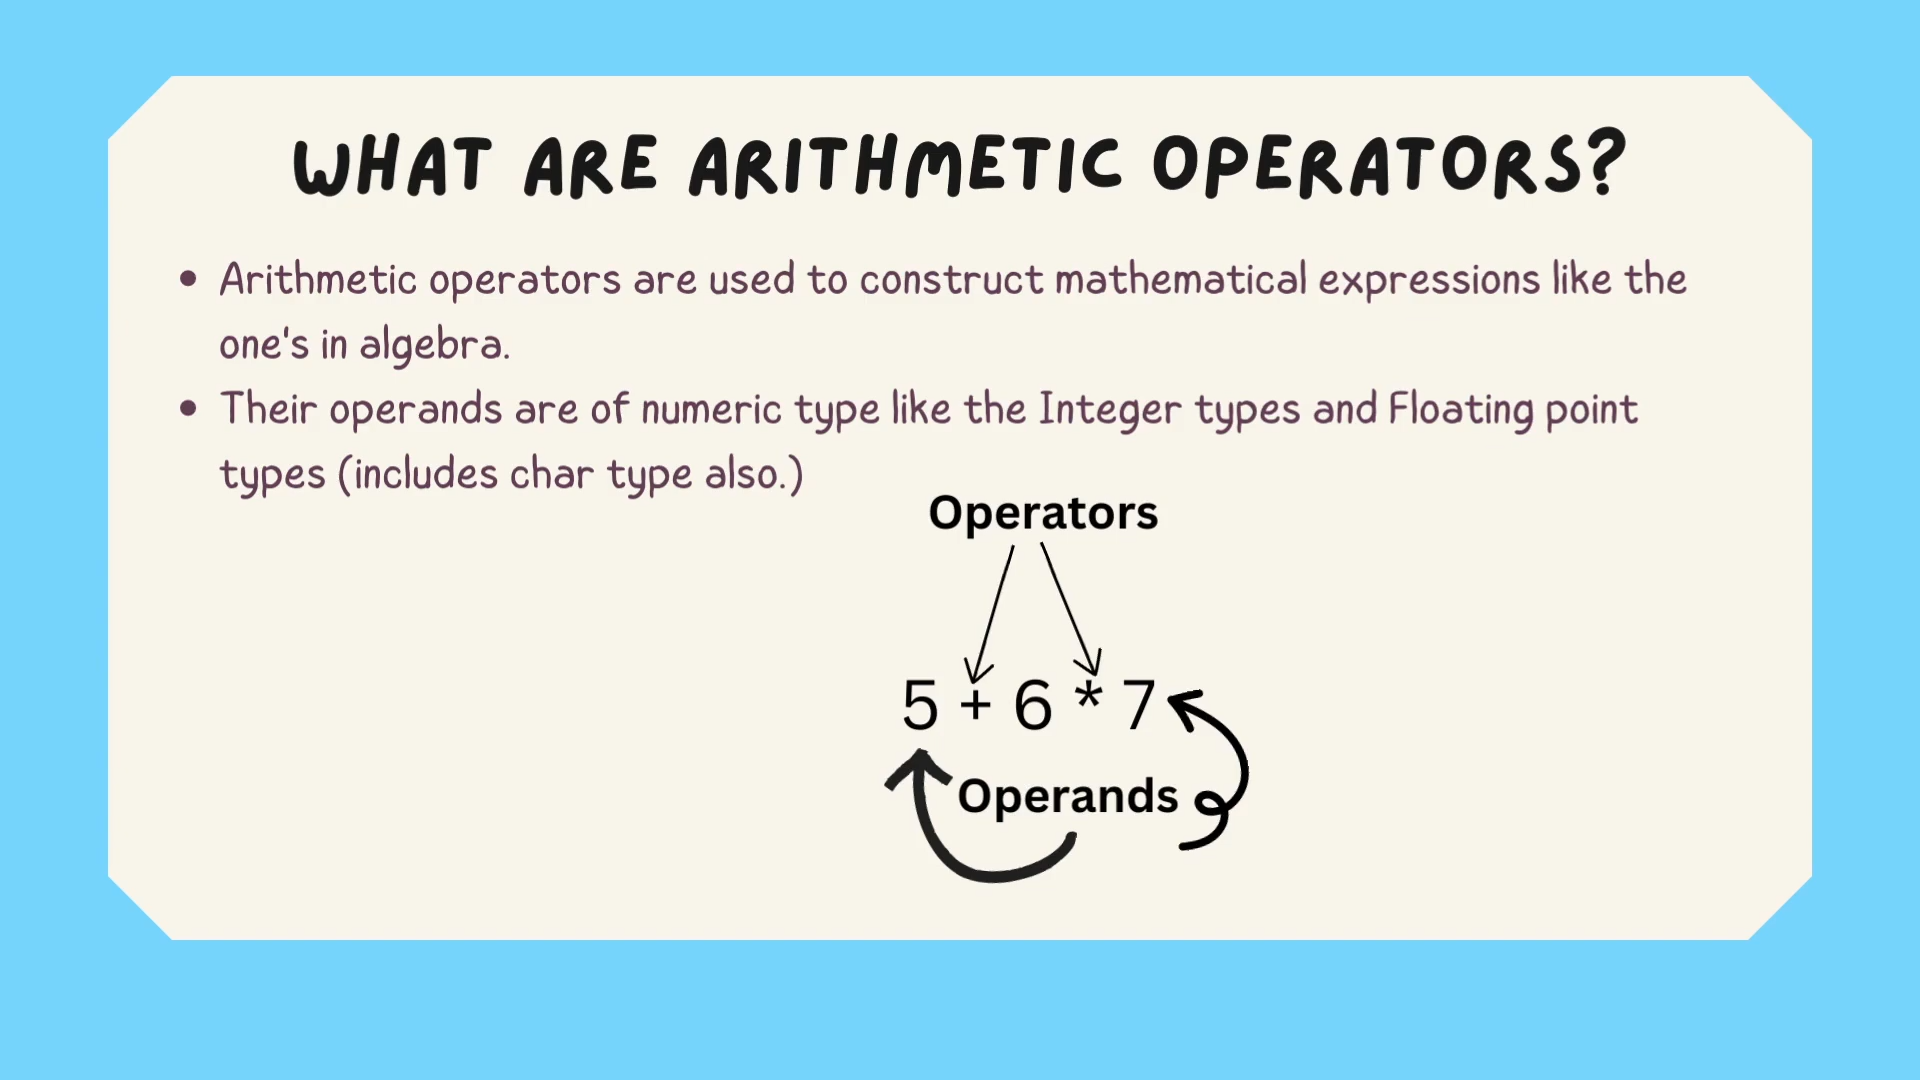 WHAT ARE ARITHMETIC OPERATORS?
• Arithmetic operators are used to construct mathematical expressions like the
one's in algebra.
• Their operands are of numeric type like the Integer types and Floating point
types (includes char type also.)
Operators
5 + 6 * 7
Operands